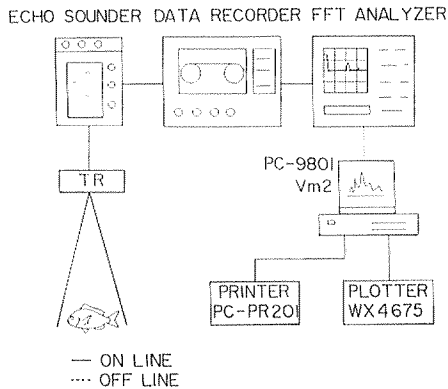 ECHO SOUNDER DATA RECORDER FFT ANALYZER
PC-9801
Vm2
TR
PRINTER
PC-PR201
PLOTTER
WX4675
— ON LINE
---- OFF LINE